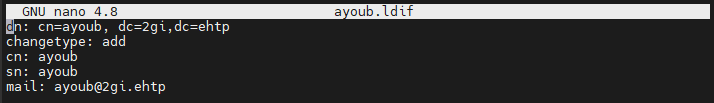 GNU nano 4.8 ayoub.ldif
dn: cn=ayoub, dc=2gi,dc=ehtp
changetype: add
cn: ayoub
sn: ayoub
mail: ayoub@2gi.ehtp